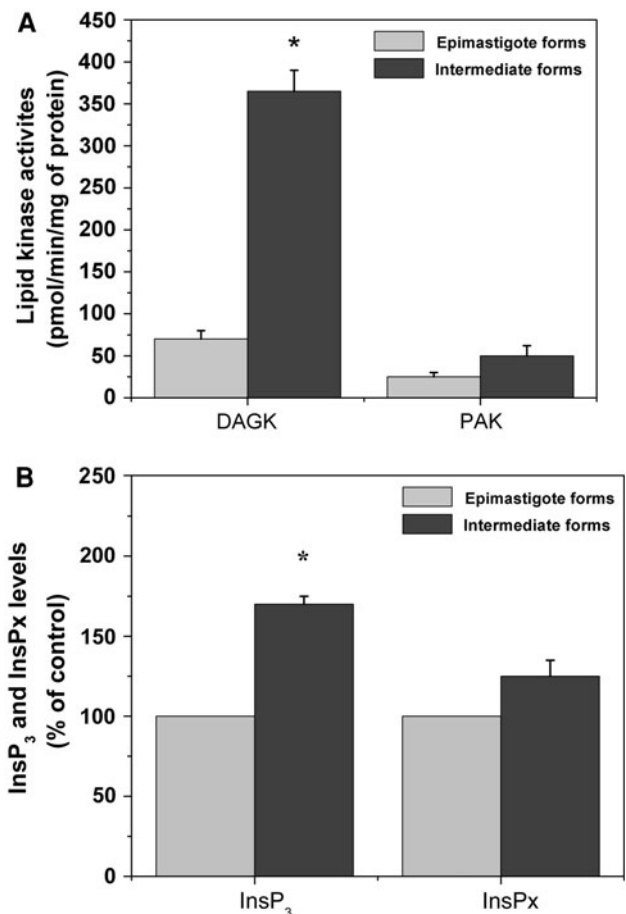 A
Lipid kinase activites
(pmol/min/mg of protein)
450
400
350
300
250
200
150
100
50
0
*
Epimastigote forms
Intermediate forms
DAGK
PAK
B
InsP₃ and InsPx levels
(% of control)
250
200
150
100
50
0
*
Epimastigote forms
Intermediate forms
InsP₃
InsPx